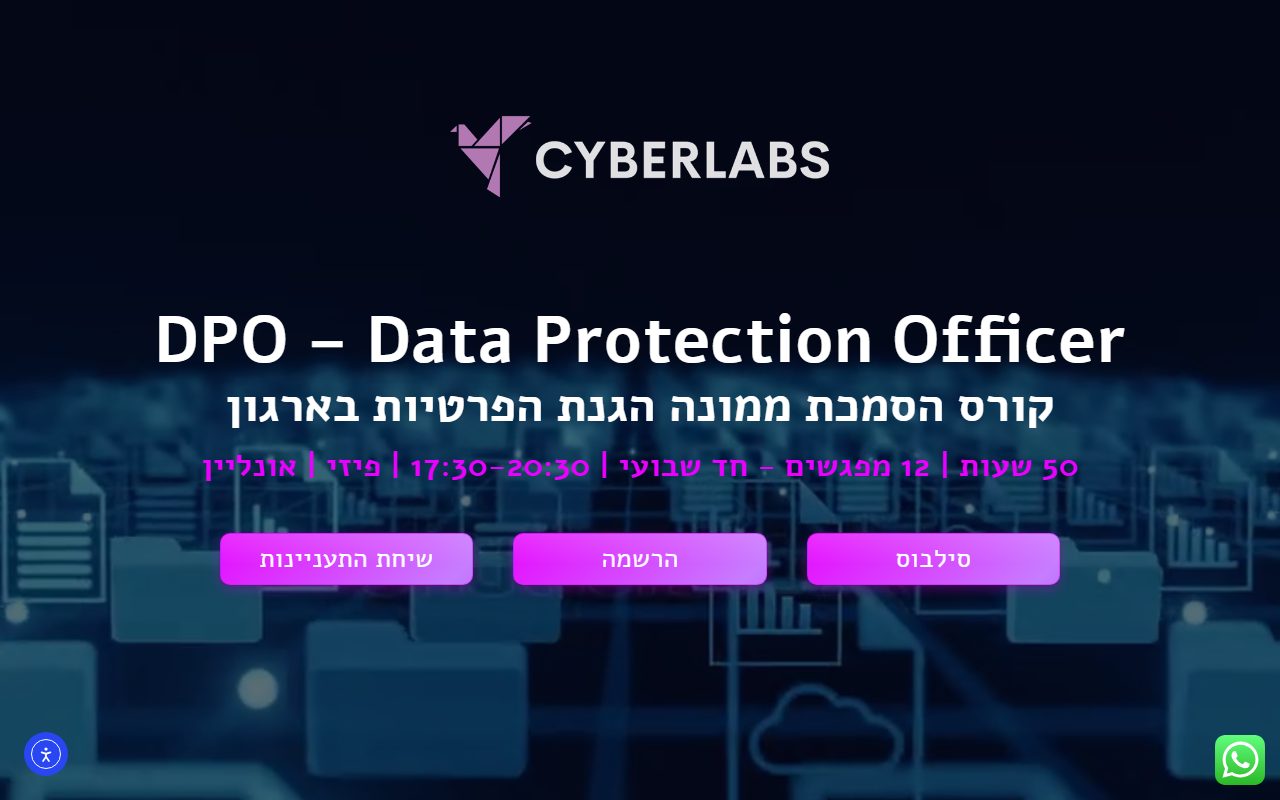 CYBERLABS
DPO – Data Protection Officer
קורס הסמכת ממונה הגנת הפרטיות בארגון
50 שעות | 12 מפגשים - חד שבועי | 17:30-20:30 | פיזי | אונליין
סילבוס
הרשמה
שיחת התעניינות